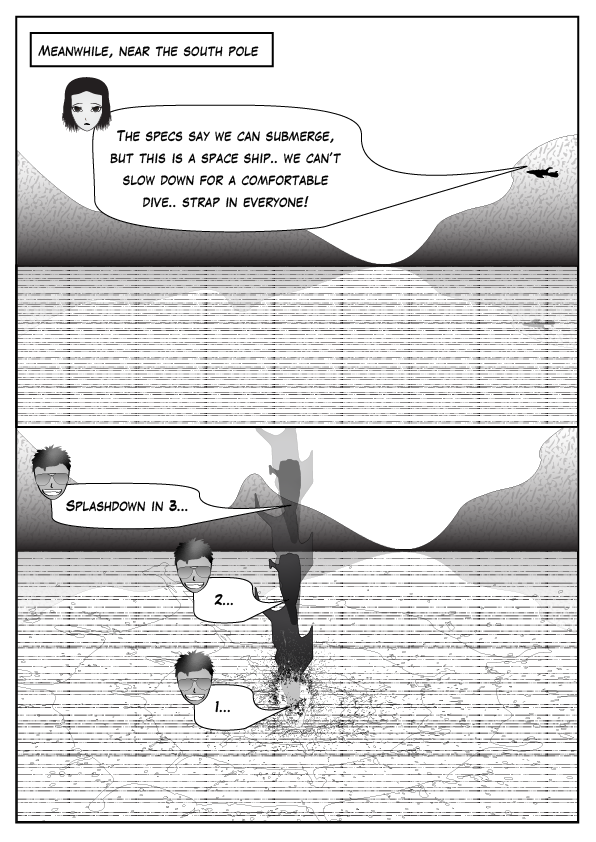 Meanwhile, near the south pole
The specs say we can submerge,
but this is a space ship.. we can't
slow down for a comfortable
dive.. strap in everyone!
Splashdown in 3...
2...
1...